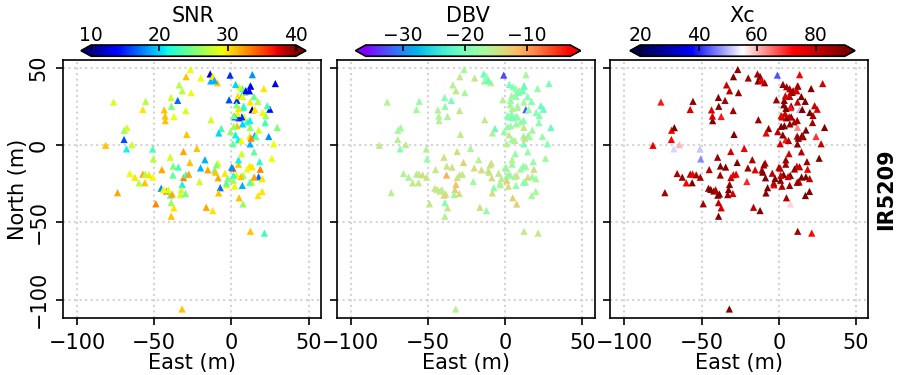 SNR DBV Xc
10 20 30 40 −30 −20 −10 20 40 60 80
50
0
−50
−100
North (m)
IR5209
−100 −50 0 50 −100 −50 0 50 −100 −50 0 50
East (m) East (m) East (m)